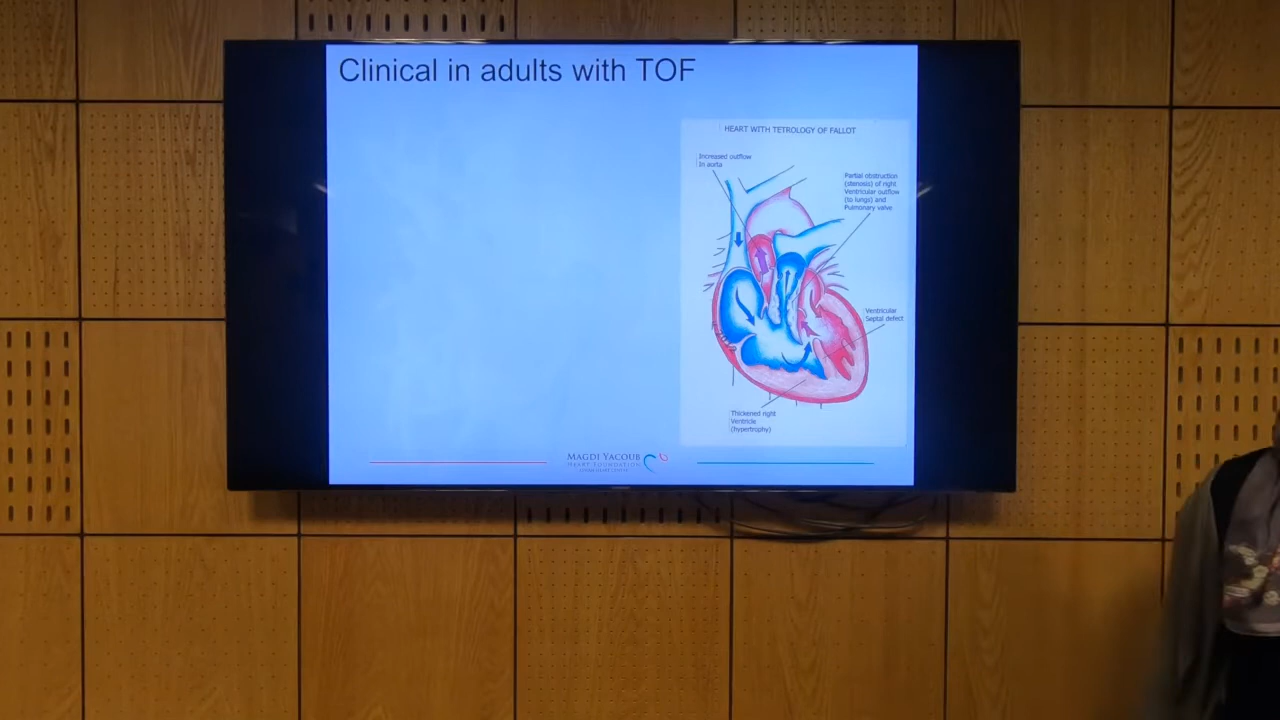 Clinical in adults with TOF
HEART WITH TETROLOGY OF FALLOT
Increased outflow
In aorta
Partial obstruction
(stenosis) of right
Ventricular outflow
(to lungs) and
Pulmonary valve
Ventricular
Septal defect
Thickened right
Ventricle
(hypertrophy)
MAGDI YACOUB
HEART FOUNDATION